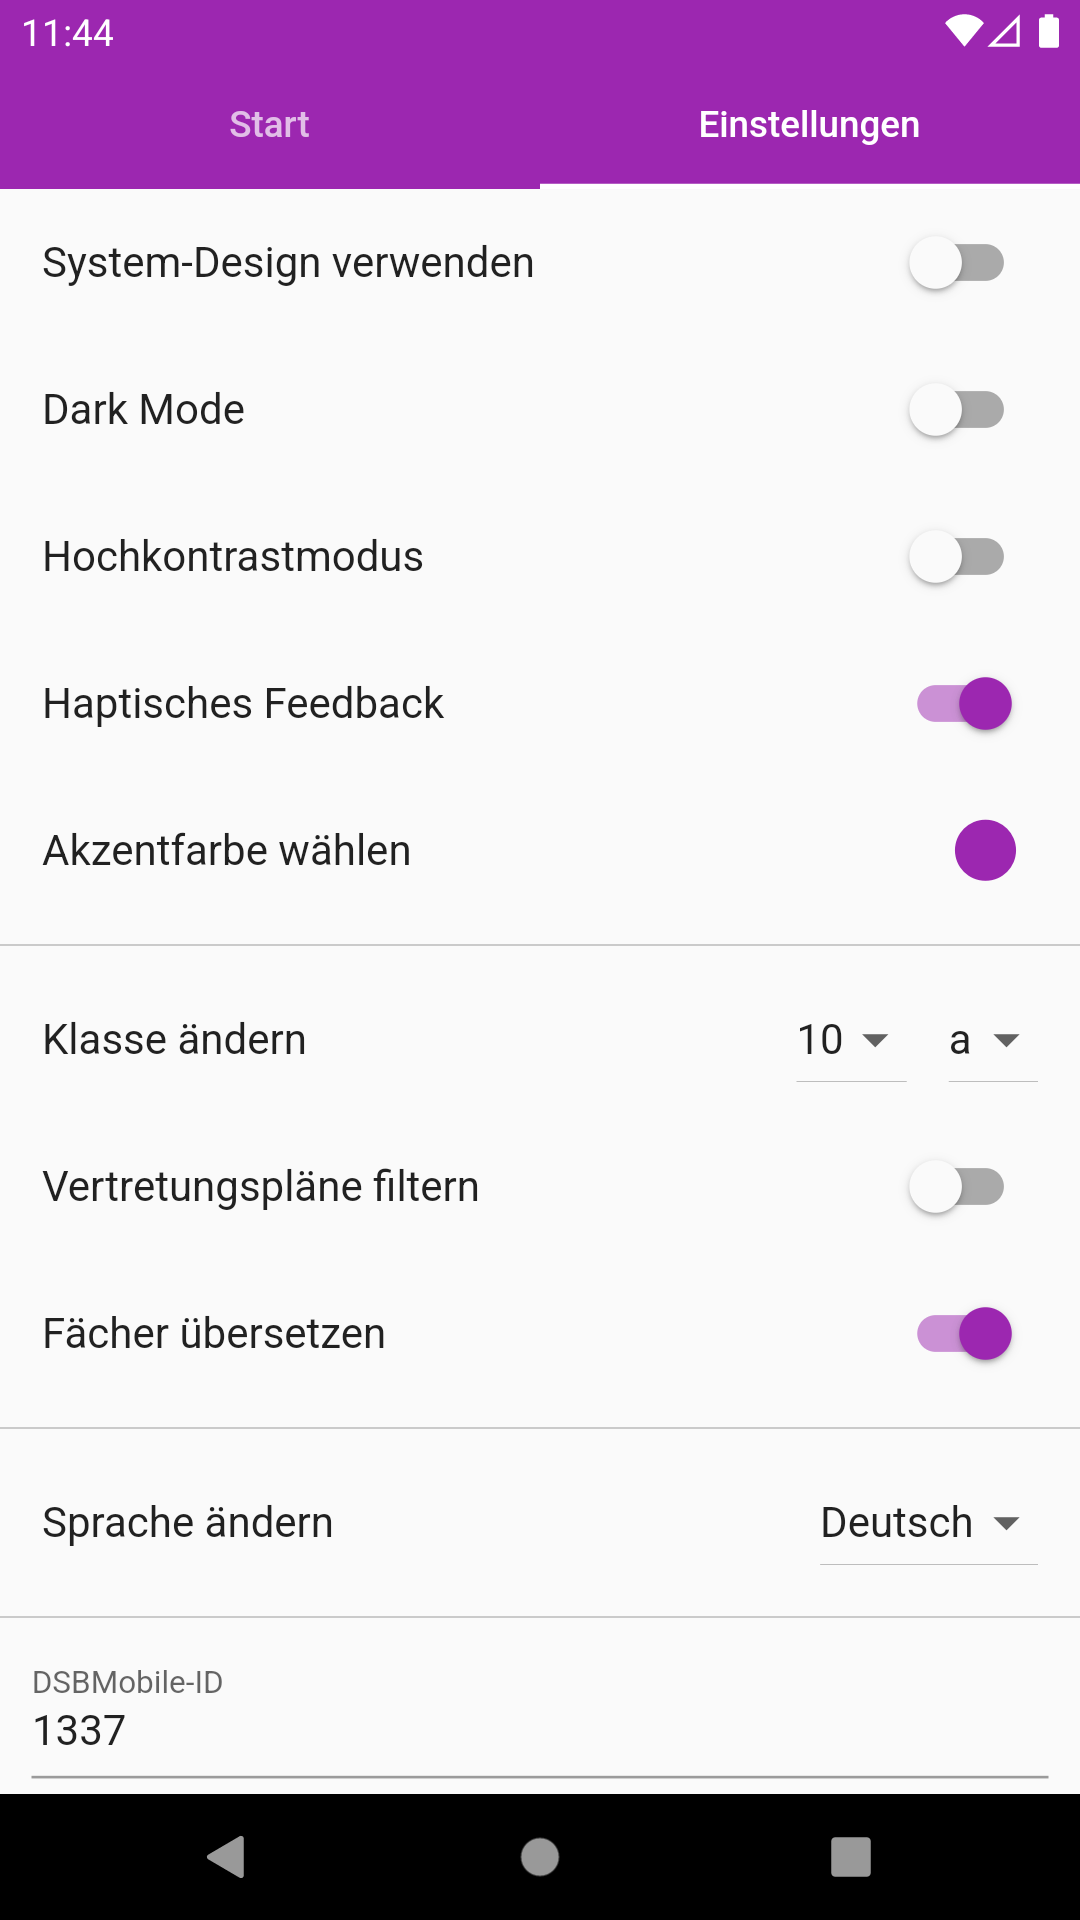 11:44
Start Einstellungen
System-Design verwenden
Dark Mode
Hochkontrastmodus
Haptisches Feedback
Akzentfarbe wählen
Klasse ändern 10 a
Vertretungspläne filtern
Fächer übersetzen
Sprache ändern Deutsch
DSBMobile-ID
1337